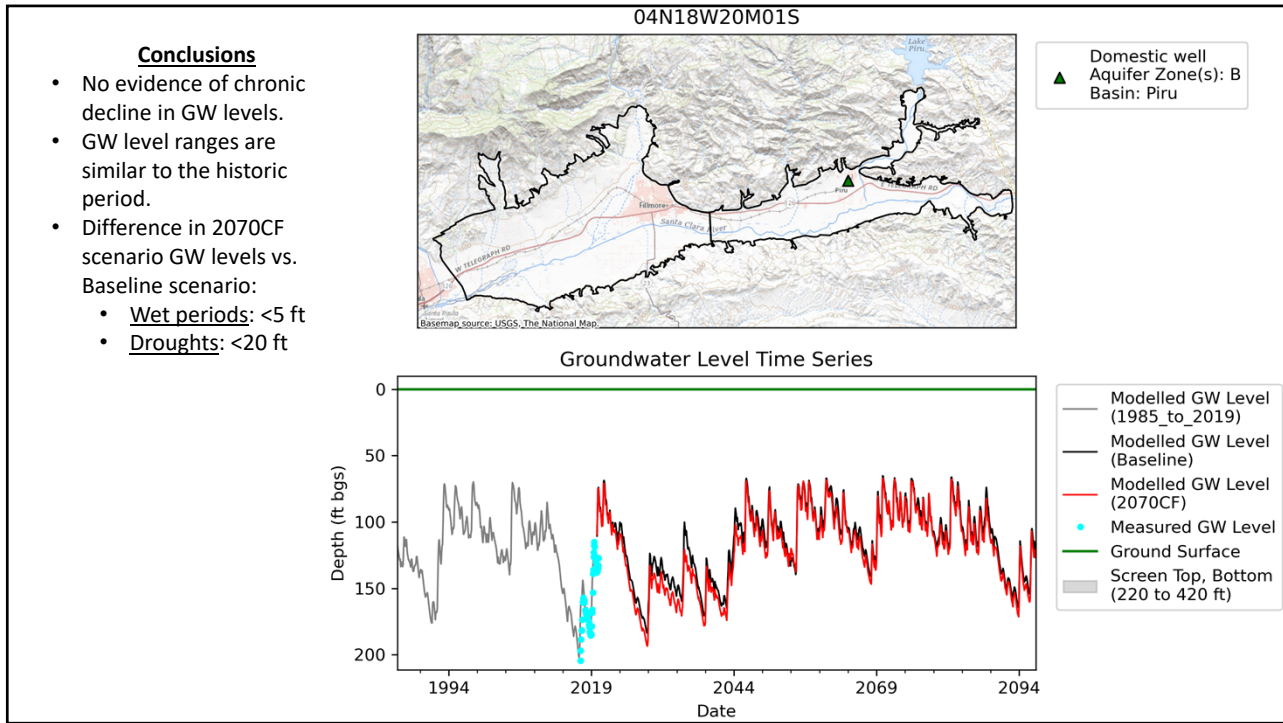 04N18W20M01S
Conclusions
• No evidence of chronic
decline in GW levels.
• GW level ranges are
similar to the historic
period.
• Difference in 2070CF
scenario GW levels vs.
Baseline scenario:
• Wet periods: <5 ft
• Droughts: <20 ft
Lake
Piru
Piru
E TELEGRAPH RD
126
Fillmore
Santa Clara River
W TELEGRAPH RD
Santa Paula
Basemap source: USGS, The National Map.
Domestic well
Aquifer Zone(s): B
Basin: Piru
Groundwater Level Time Series
Depth (ft bgs)
0
50
100
150
200
1994
2019
2044
2069
2094
Date
Modelled GW Level
(1985_to_2019)
Modelled GW Level
(Baseline)
Modelled GW Level
(2070CF)
Measured GW Level
Ground Surface
Screen Top, Bottom
(220 to 420 ft)